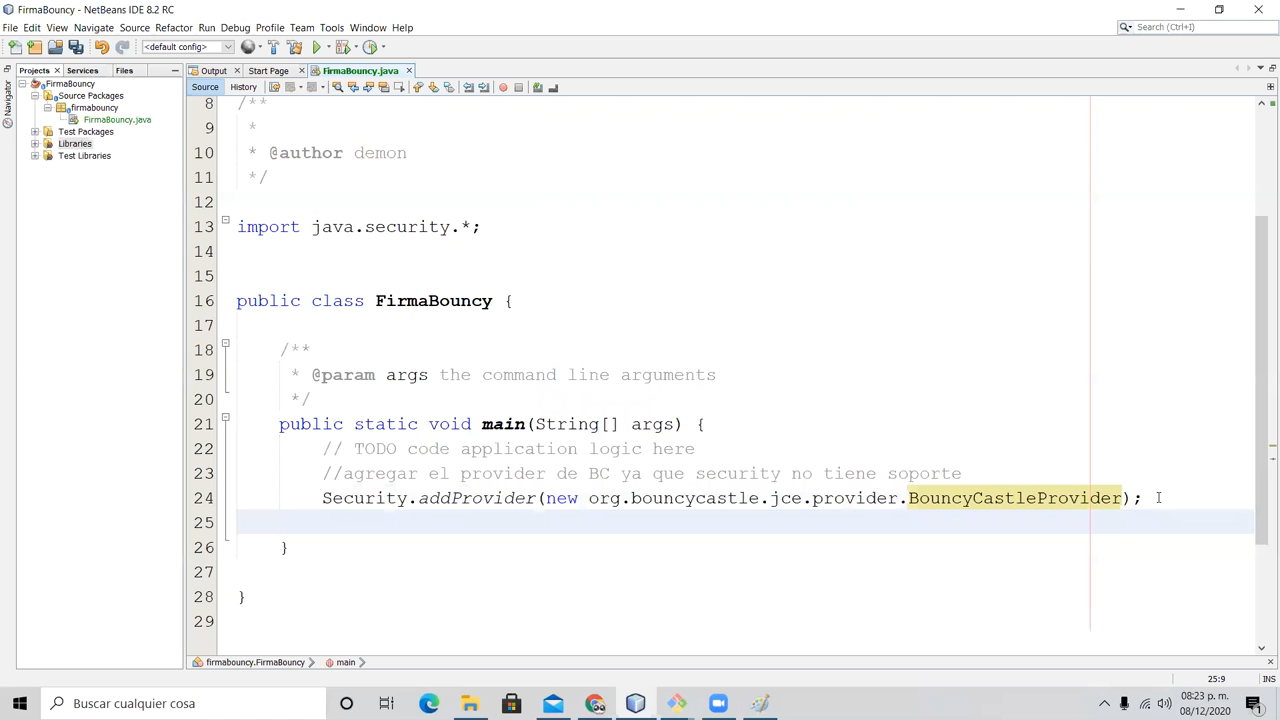 FirmaBouncy - NetBeans IDE 8.2 RC
File Edit View Navigate Source Refactor Run Debug Profile Team Tools Window Help
Search (Ctrl+I)
<default config>
Projects Services Files
Output Start Page FirmaBouncy.java
Source History
Navigator
FirmaBouncy
Source Packages
firmabouncy
FirmaBouncy.java
Test Packages
Libraries
Test Libraries
8 /**
9 *
10 * @author demon
11 */
12
13 import java.security.*;
14
15
16 public class FirmaBouncy {
17
18 /**
19 * @param args the command line arguments
20 */
21 public static void main(String[] args) {
22 // TODO code application logic here
23 //agregar el provider de BC ya que security no tiene soporte
24 Security.addProvider(new org.bouncycastle.jce.provider.BouncyCastleProvider);
25
26 }
27
28 }
29
firmabouncy.FirmaBouncy main
25:9 INS
Buscar cualquier cosa
08:23 p. m.
08/12/2020
1